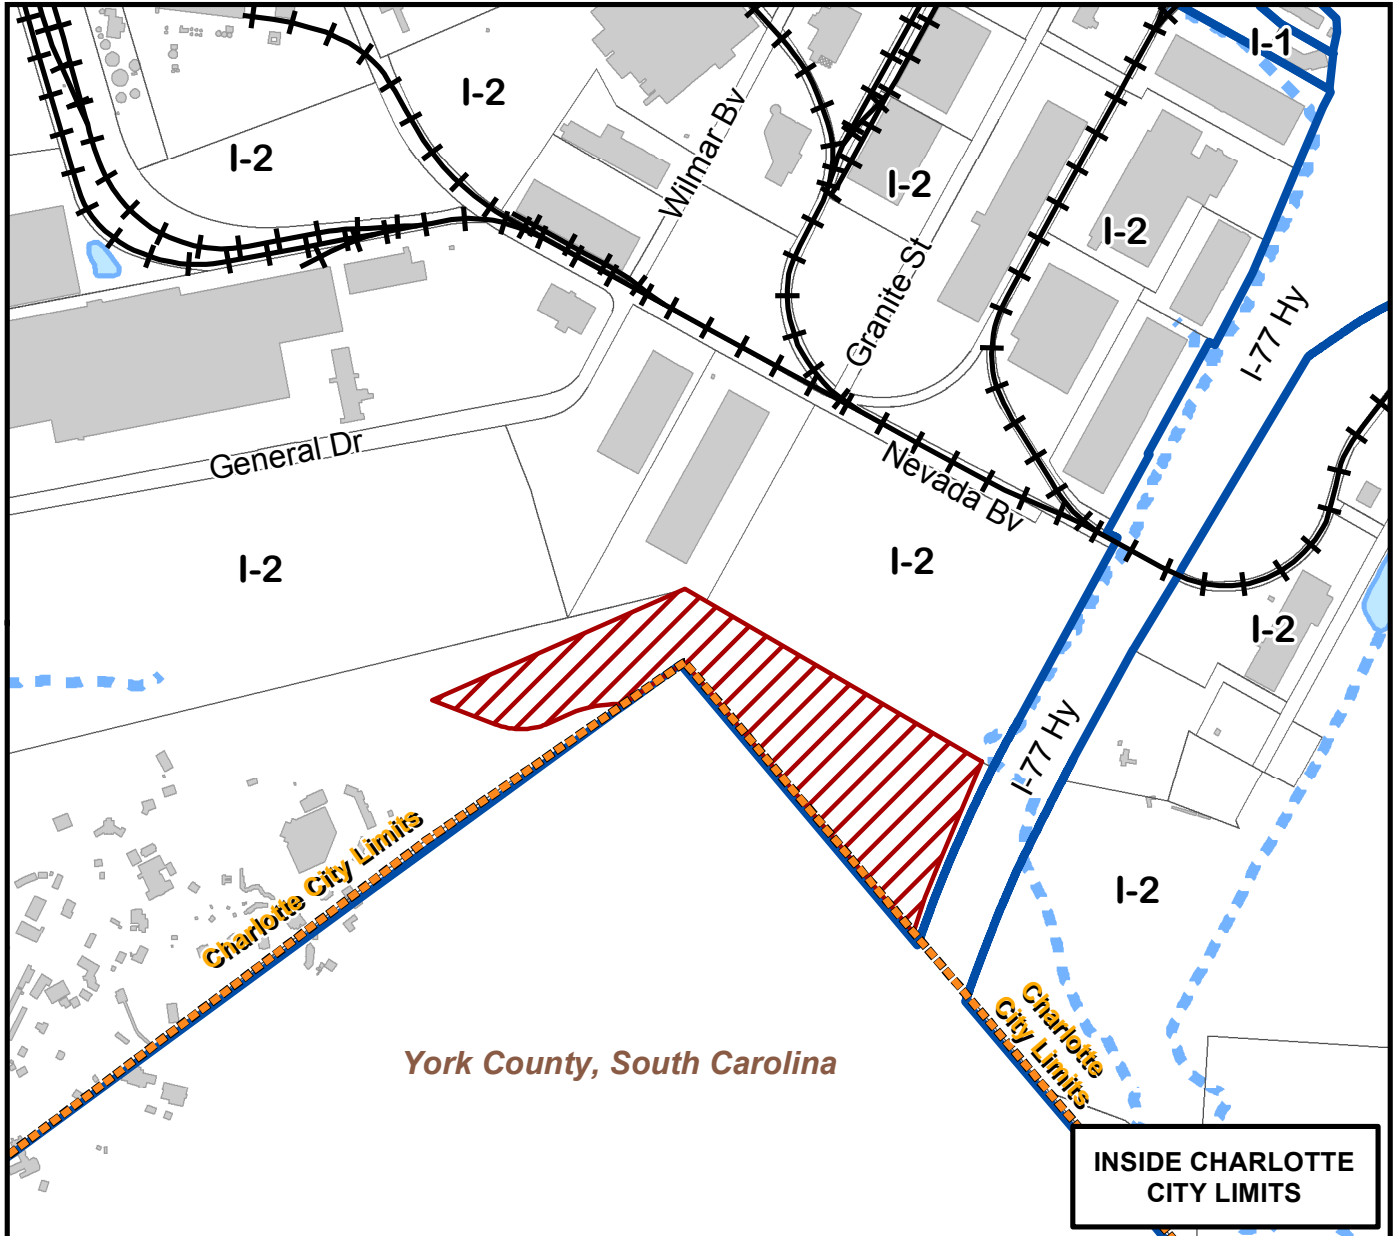 I-1
I-2
Wilmar Bv
I-2
I-2
I-2
Granite St
I-77 Hy
General Dr
Nevada Bv
I-2
I-2
I-2
I-77 Hy
Charlotte City Limits
I-2
Charlotte
City Limits
York County, South Carolina
INSIDE CHARLOTTE
CITY LIMITS